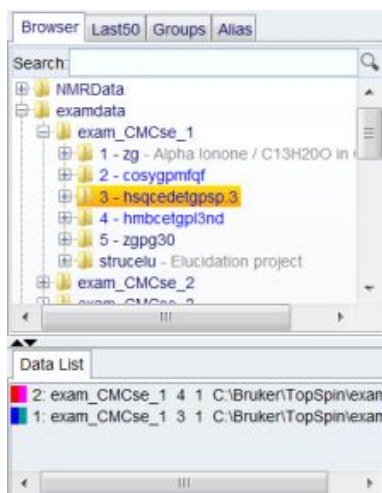 Browser Last50 Groups Alias
Search:
NMRData
examdata
exam_CMCse_1
1 - zg - Alpha Ionone / C13H20O in
2 - cosygpmfqf
3 - hsqcedetgpsp.3
4 - hmbcetgpl3nd
5 - zgpg30
strucelu - Elucidation project
exam_CMCse_2
Data List
2: exam_CMCse_1 4 1 C:\Bruker\TopSpin\exam
1: exam_CMCse_1 3 1 C:\Bruker\TopSpin\exam